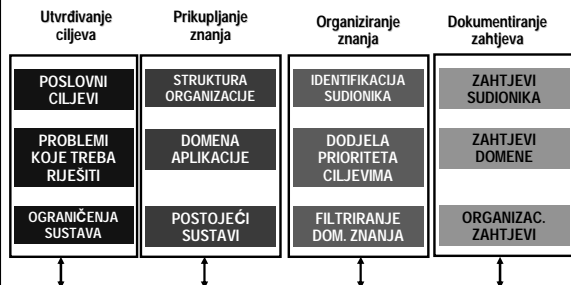 Utvrđivanje
ciljeva
Prikupljanje
znanja
Organiziranje
znanja
Dokumentiranje
zahtjeva
POSLOVNI
CILJEVI
PROBLEMI
KOJE TREBA
RIJEŠITI
OGRANIČENJA
SUSTAVA
STRUKTURA
ORGANIZACIJE
DOMENA
APLIKACIJE
POSTOJEĆI
SUSTAVI
IDENTIFIKACIJA
SUDIONIKA
DODJELA
PRIORITETA
CILJEVIMA
FILTRIRANJE
DOM. ZNANJA
ZAHTJEVI
SUDIONIKA
ZAHTJEVI
DOMENE
ORGANIZAC.
ZAHTJEVI